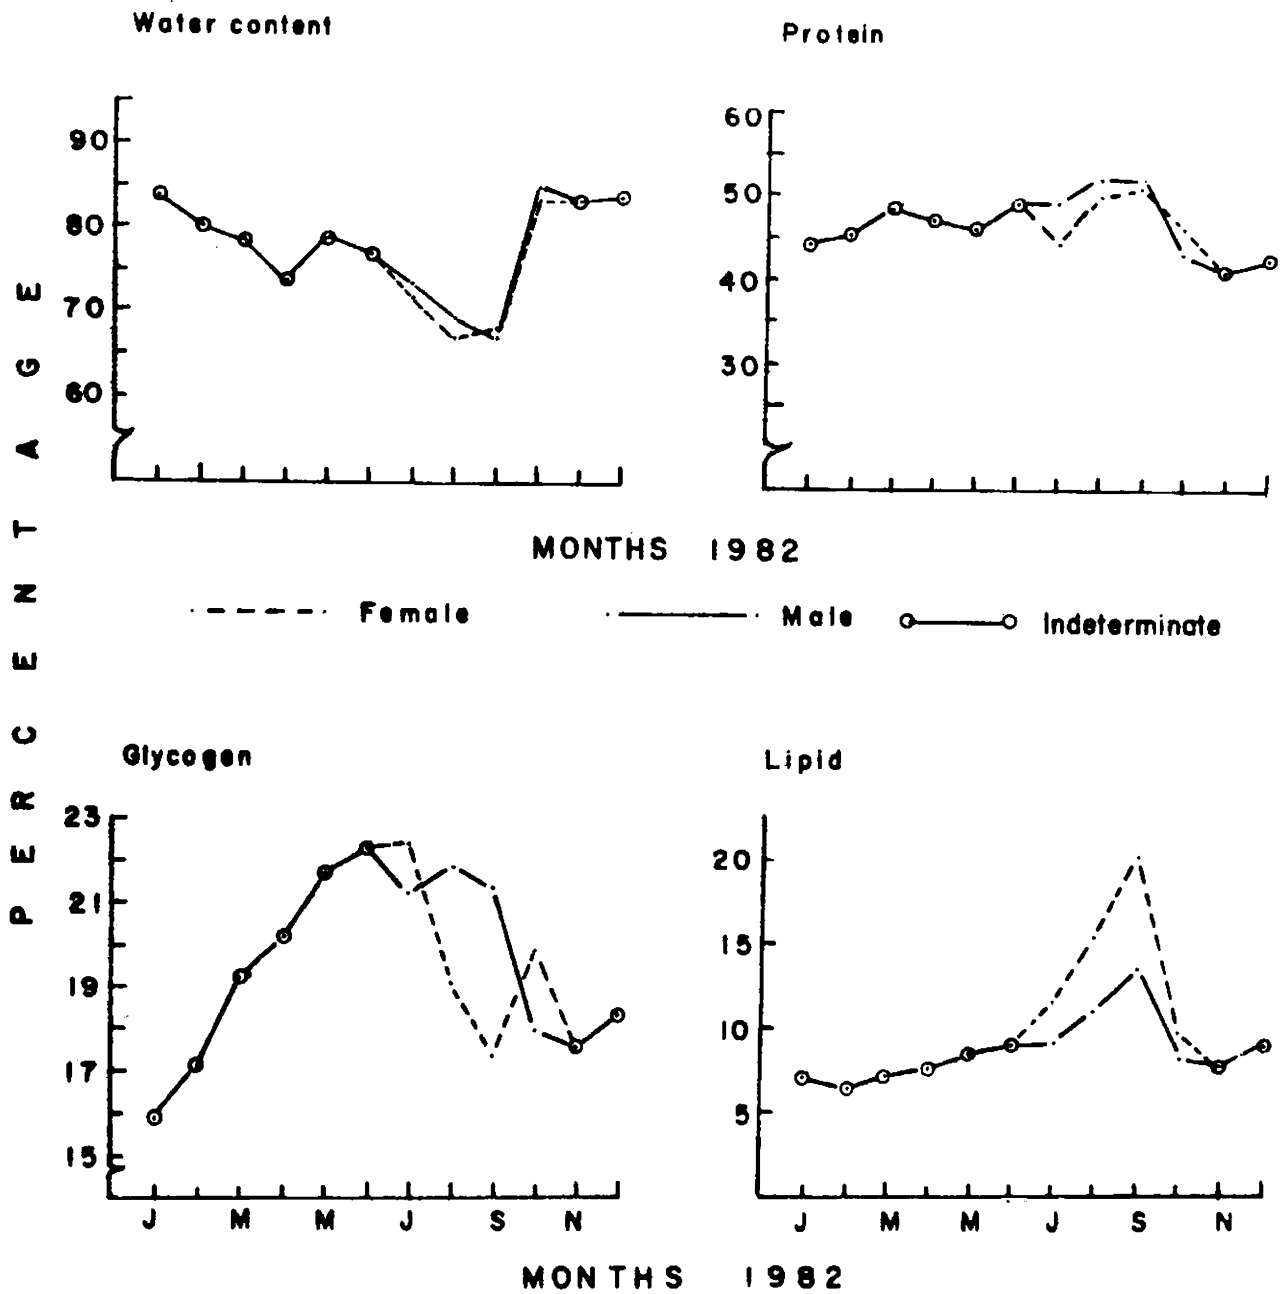 Water content
Protein
90
80
70
60
60
50
40
30
PERCENTAGE
MONTHS 1982
Female
Male
Indeterminate
Glycogen
Lipid
23
21
19
17
15
20
15
10
5
J M M J S N
J M M J S N
MONTHS 1982